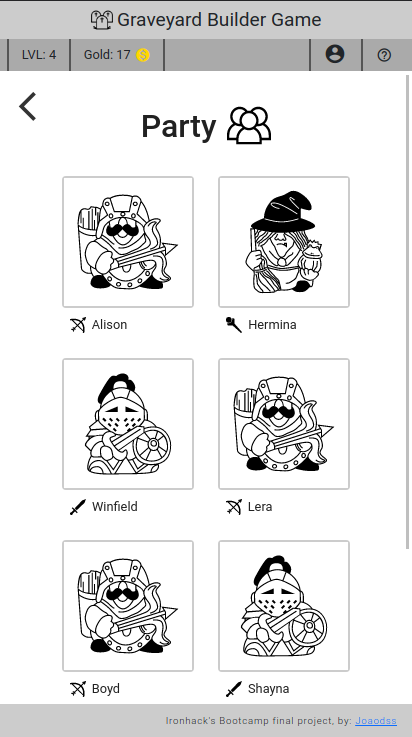 Graveyard Builder Game
LVL: 4 Gold: 17
Party
Alison Hermina
Winfield Lera
Boyd Shayna
Ironhack's Bootcamp final project, by: Joaodss